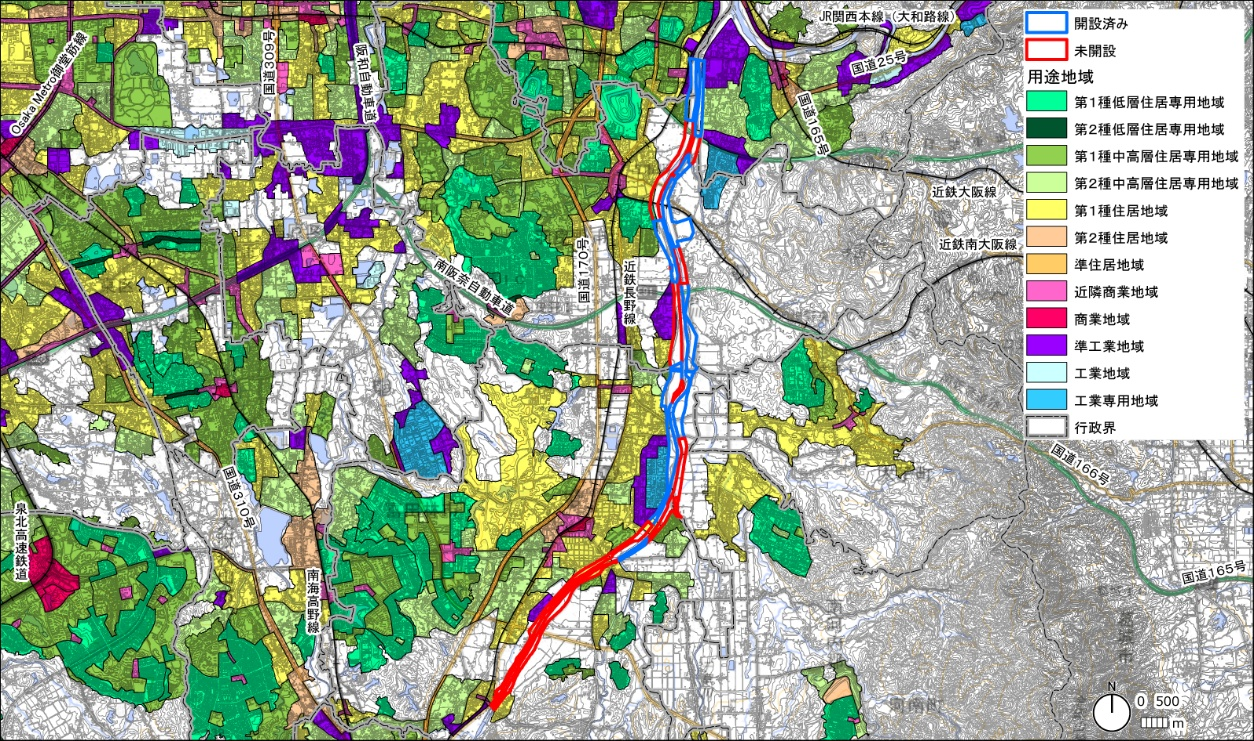 JR関西本線（大和路線）
国道25号
Osaka Metro御堂筋線
国道309号
阪和自動車道
国道165号
近鉄大阪線
近鉄南大阪線
国道170号
近鉄長野線
南阪奈自動車道
国道166号
国道310号
泉北高速鉄道
南海高野線
国道165号
河南町
開設済み
未開設
用途地域
第1種低層住居専用地域
第2種低層住居専用地域
第1種中高層住居専用地域
第2種中高層住居専用地域
第1種住居地域
第2種住居地域
準住居地域
近隣商業地域
商業地域
準工業地域
工業地域
工業専用地域
行政界
N
0 500
m